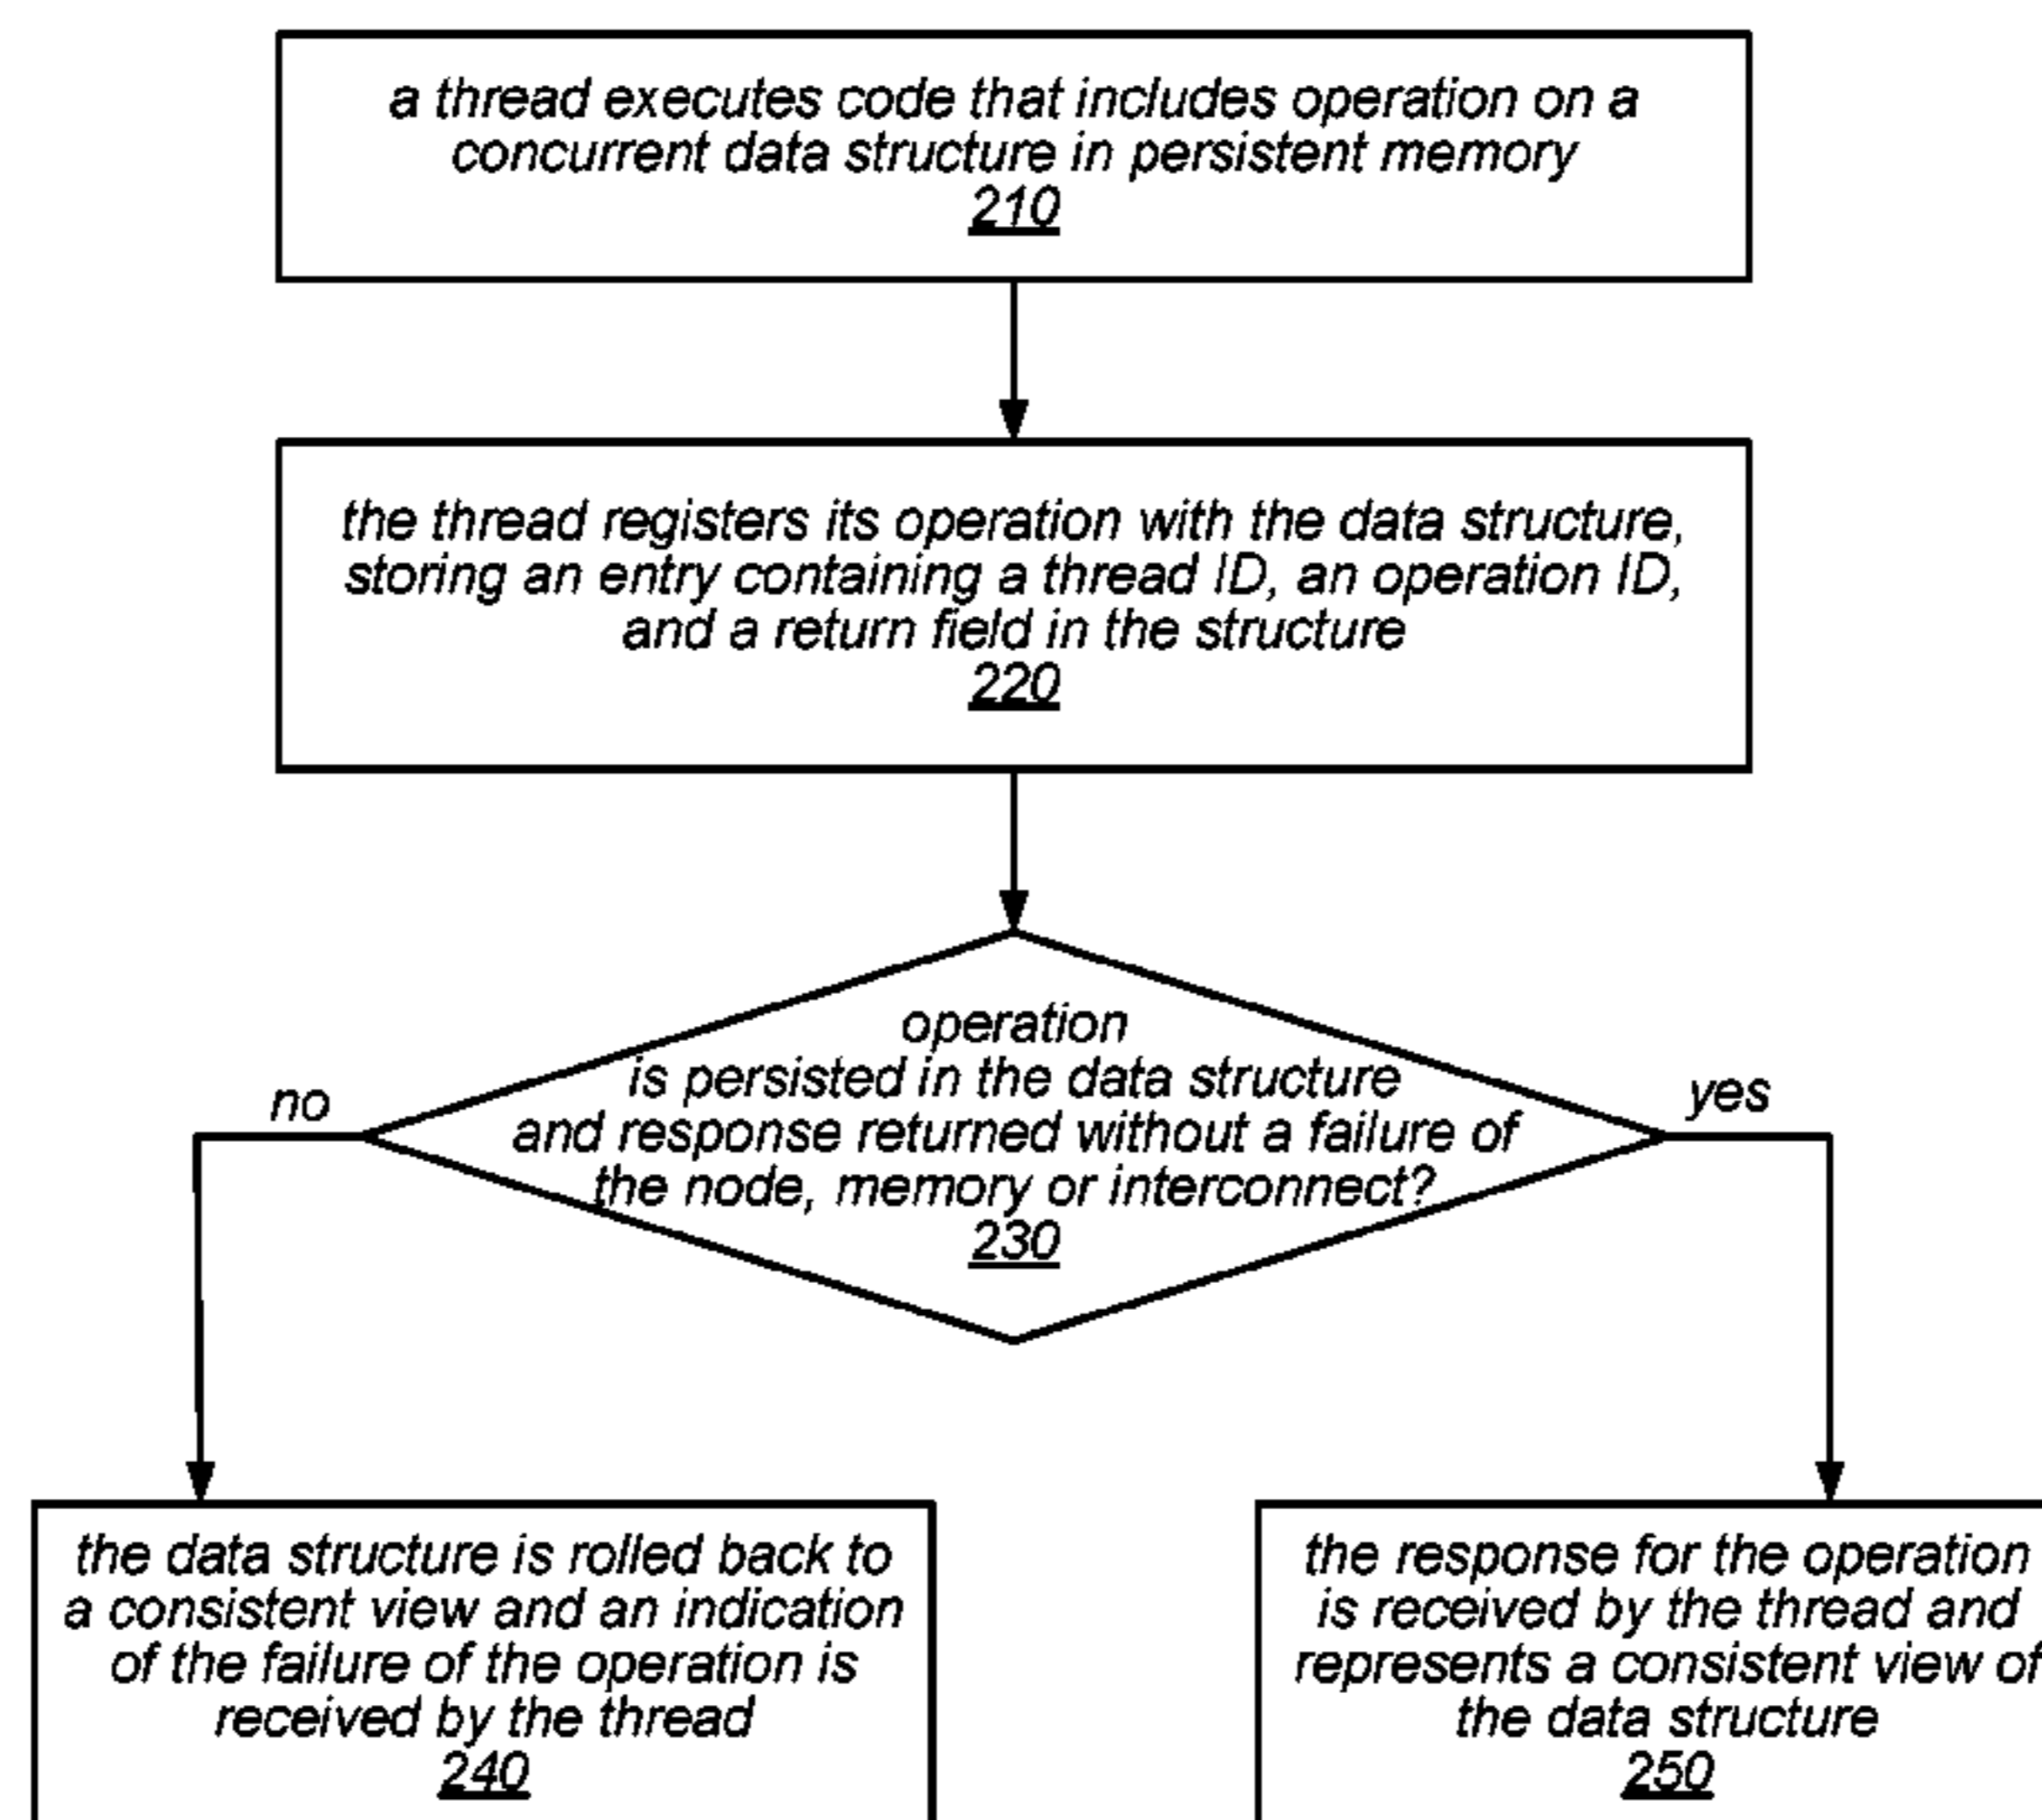 a thread executes code that includes operation on a
concurrent data structure in persistent memory
210
the thread registers its operation with the data structure,
storing an entry containing a thread ID, an operation ID,
and a return field in the structure
220
operation
is persisted in the data structure
and response returned without a failure of
the node, memory or interconnect?
230
no
yes
the data structure is rolled back to
a consistent view and an indication
of the failure of the operation is
received by the thread
240
the response for the operation
is received by the thread and
represents a consistent view of
the data structure
250